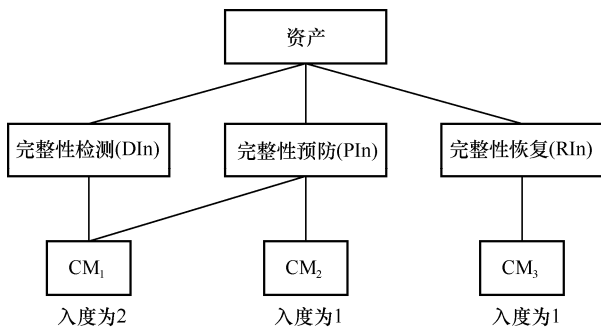 资产
完整性检测(DIn)
完整性预防(PIn)
完整性恢复(RIn)
CM₁
CM₂
CM₃
入度为2
入度为1
入度为1